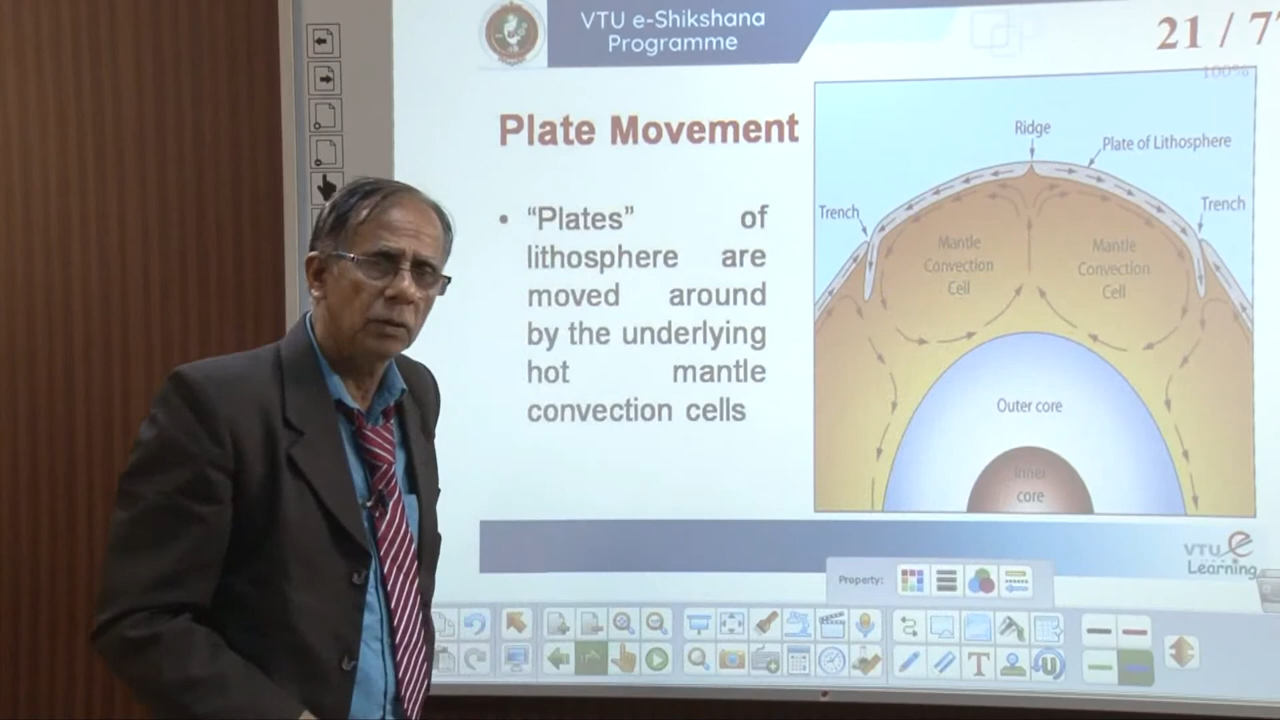 VTU e-Shikshana
Programme
21 / 7
100%
Plate Movement
• “Plates” of
lithosphere are
moved around
by the underlying
hot mantle
convection cells
Ridge
Plate of Lithosphere
Trench
Trench
Mantle
Convection
Cell
Mantle
Convection
Cell
Outer core
Inner
core
VTU e
Learning
Property: